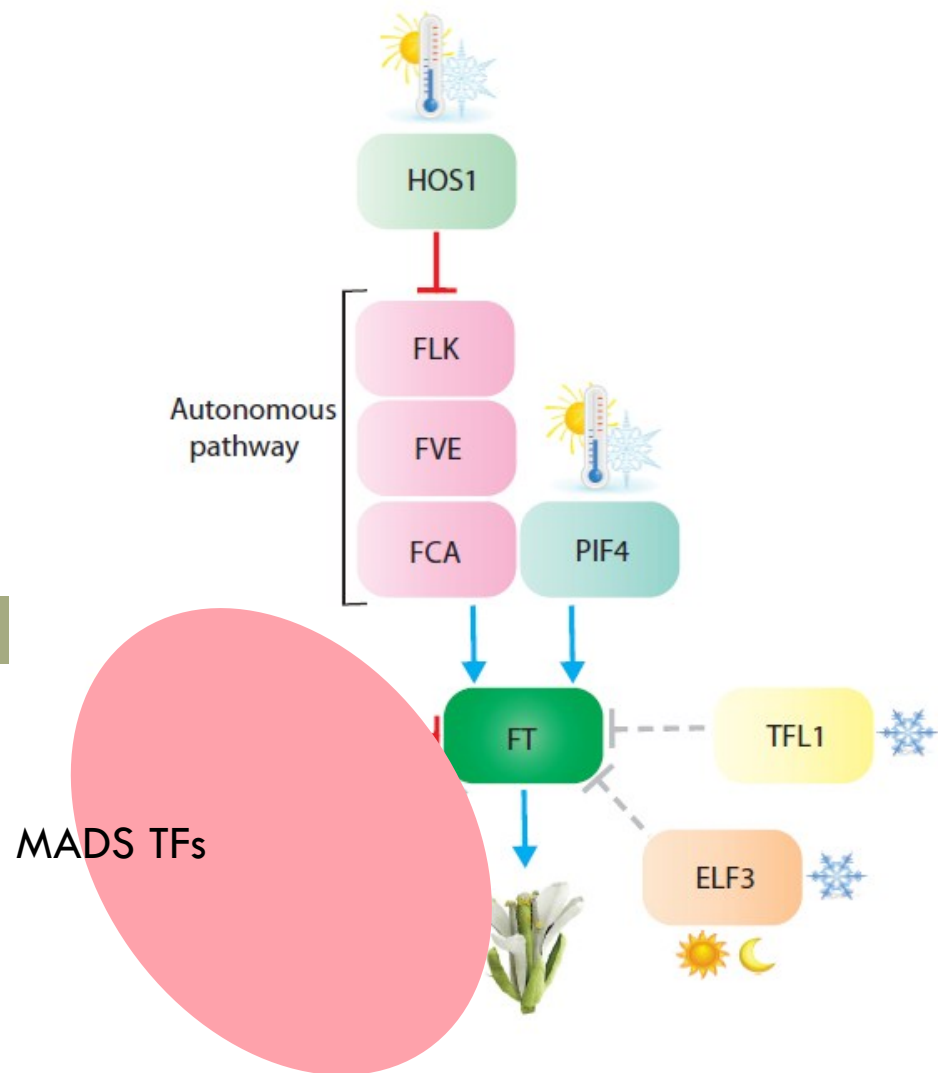 HOS1
FLK
Autonomous
pathway
FVE
FCA
PIF4
FT
TFL1
MADS TFs
ELF3